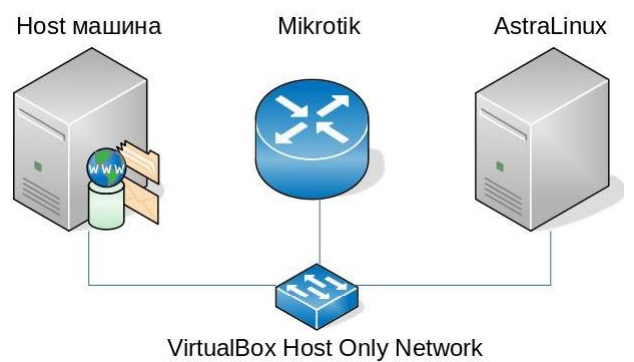 Host машина
Mikrotik
AstraLinux
WWW
VirtualBox Host Only Network